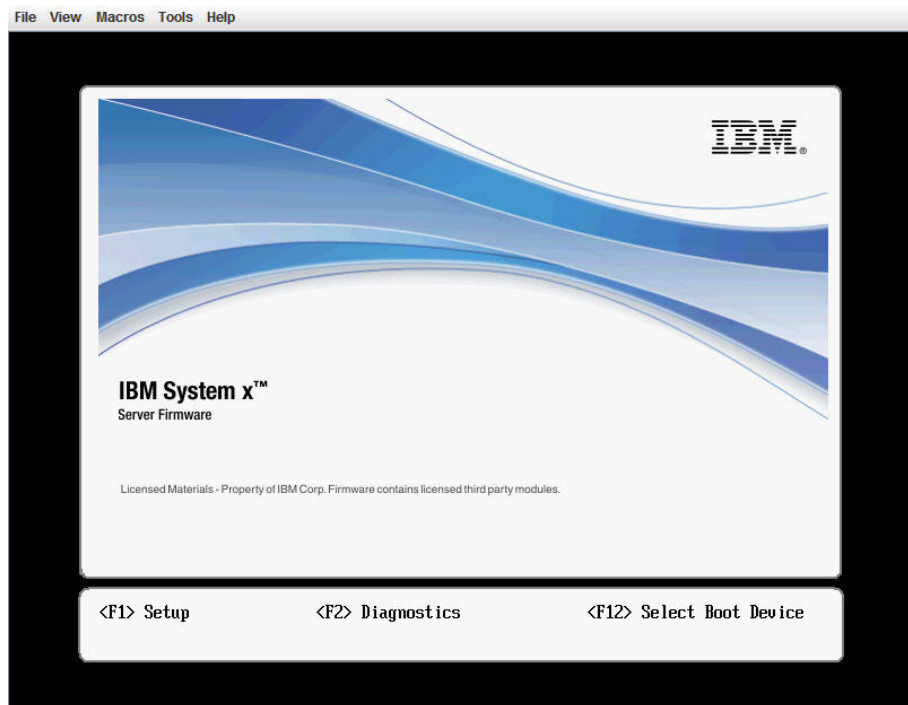 File View Macros Tools Help
IBM®
IBM System x™
Server Firmware
Licensed Materials - Property of IBM Corp. Firmware contains licensed third party modules.
<F1> Setup <F2> Diagnostics <F12> Select Boot Device